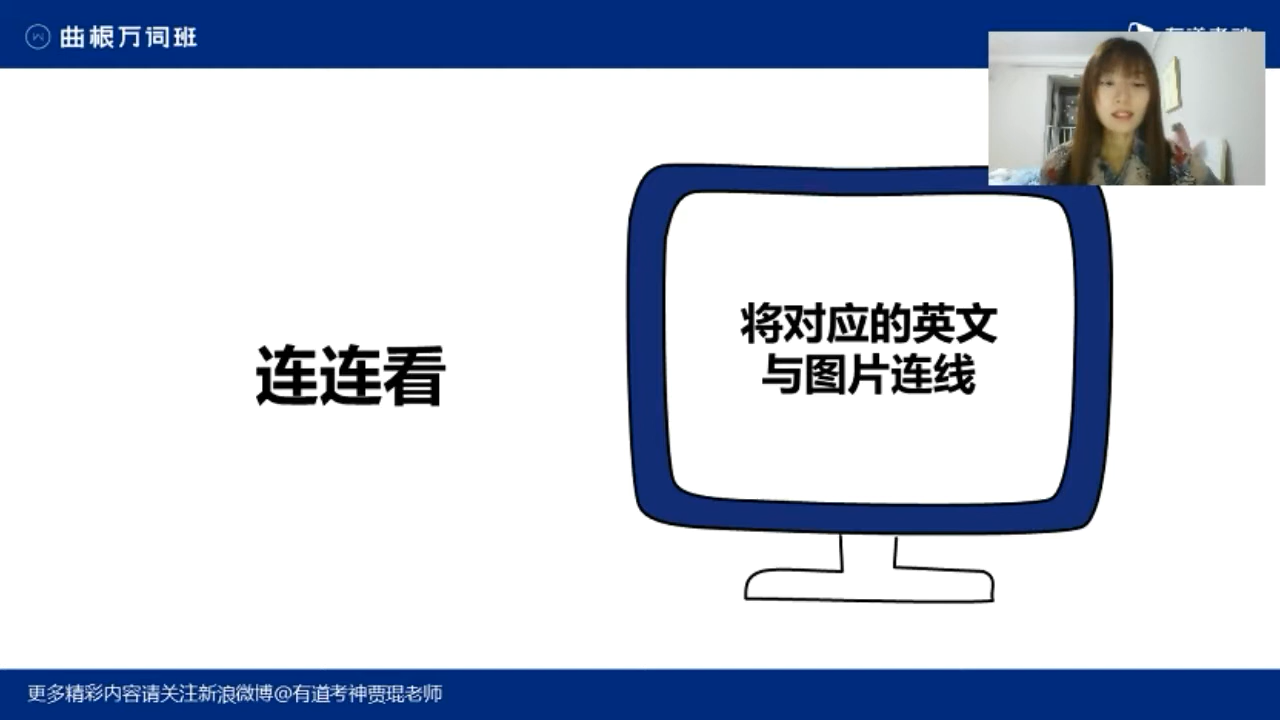 曲根万词班
连连看
将对应的英文
与图片连线
更多精彩内容请关注新浪微博@有道考神贾琨老师